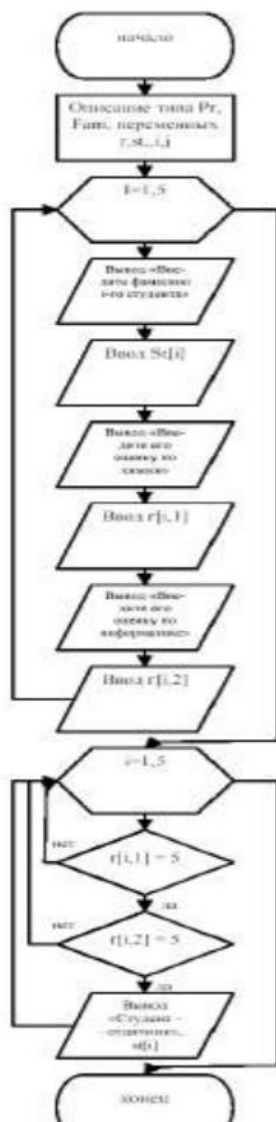 начало
Описание типа Pr,
Fam, переменных
r,st,,i,j
I=1,5
Вывод «Вве-
дите фамилию
i-го студента»
Ввод St[i]
Вывод «Вве-
дите его
оценку по
химии»
Ввод r[i,1]
Вывод «Вве-
дите его
оценку по
информатике»
Ввод r[i,2]
i=1,5
нет
r[i,1] = 5
да
нет
r[i,2] = 5
да
Вывод
«Студент -
-отличник»,
st[i]
конец